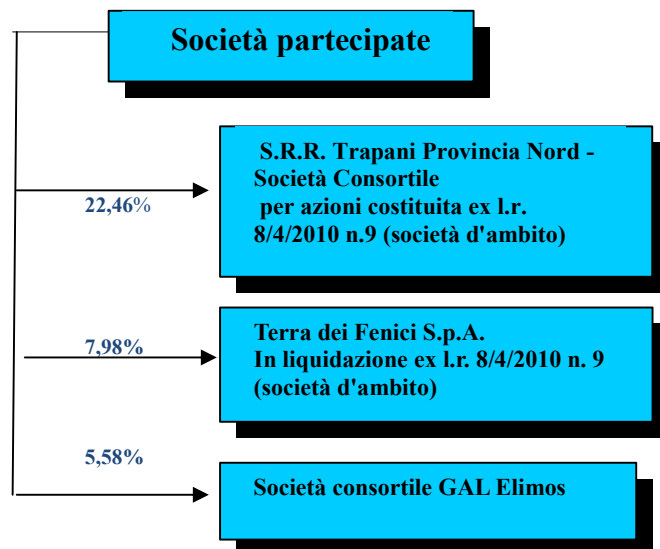 Società partecipate
S.R.R. Trapani Provincia Nord -
Società Consortile
per azioni costituita ex l.r.
8/4/2010 n.9 (società d'ambito)
22,46%
Terra dei Fenici S.p.A.
In liquidazione ex l.r. 8/4/2010 n. 9
(società d'ambito)
7,98%
5,58%
Società consortile GAL Elimos